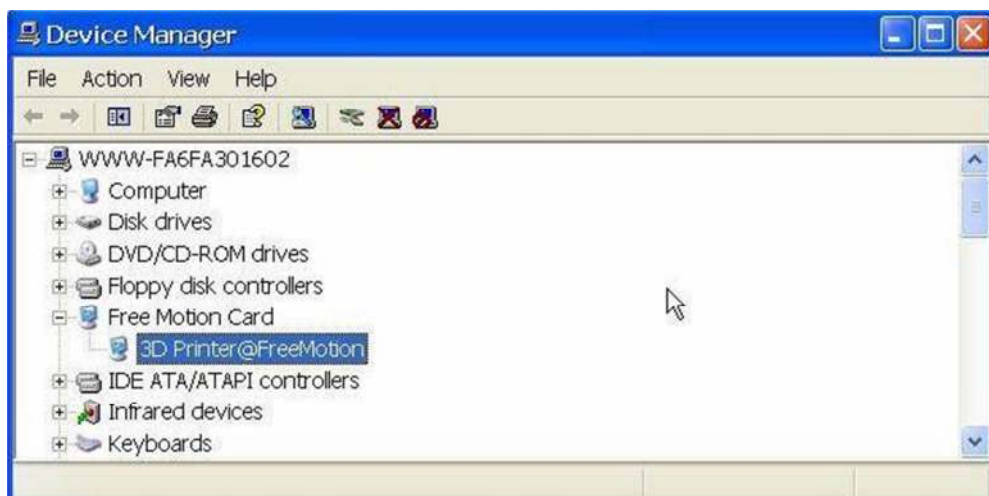 Device Manager
File Action View Help
WWW-FA6FA301602
Computer
Disk drives
DVD/CD-ROM drives
Floppy disk controllers
Free Motion Card
3D Printer@FreeMotion
IDE ATA/ATAPI controllers
Infrared devices
Keyboards